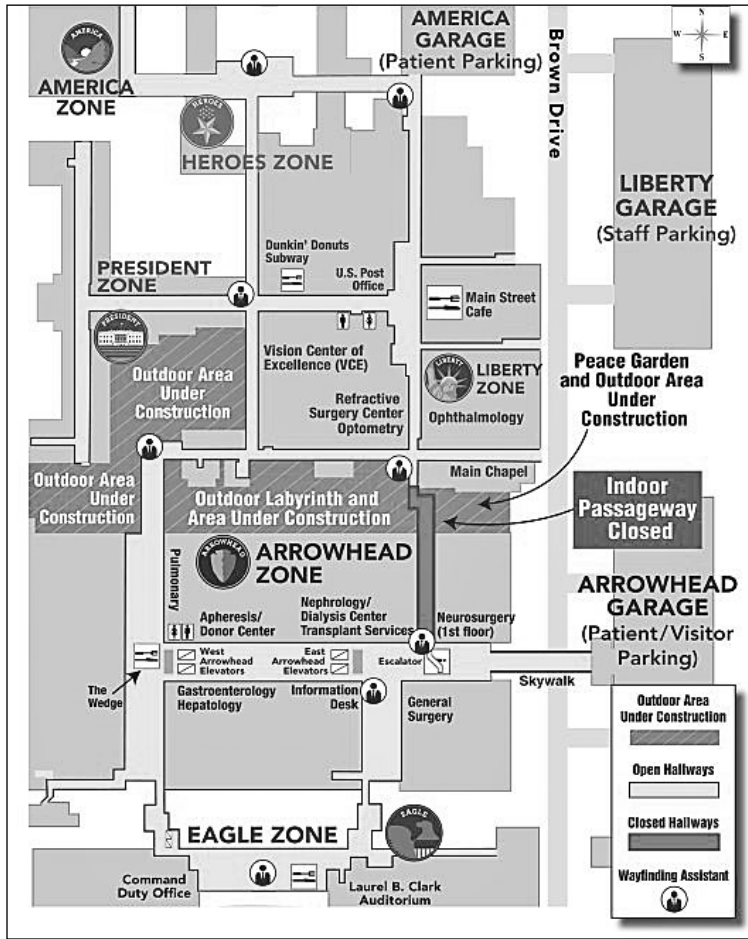 AMERICA
GARAGE
(Patient Parking)
N
W
E
S
AMERICA
AMERICA
ZONE
Brown Drive
HEROES
HEROES ZONE
LIBERTY
GARAGE
(Staff Parking)
Dunkin' Donuts
Subway
U.S. Post
Office
PRESIDENT
ZONE
Main Street
Cafe
PRESIDENT
Vision Center of
Excellence (VCE)
LIBERTY
LIBERTY
ZONE
Peace Garden
and Outdoor Area
Under
Construction
Outdoor Area
Under
Construction
Refractive
Surgery Center
Optometry
Ophthalmology
Outdoor Area
Under
Construction
Main Chapel
Outdoor Labyrinth and
Area Under Construction
Indoor
Passageway
Closed
Pulmonary
ARROWHEAD
ARROWHEAD
ZONE
ARROWHEAD
GARAGE
(Patient/Visitor
Parking)
Apheresis/
Donor Center
Nephrology/
Dialysis Center
Transplant Services
Neurosurgery
(1st floor)
West
Arrowhead
Elevators
East
Arrowhead
Elevators
Escalator
Skywalk
The
Wedge
Gastroenterology
Hepatology
Information
Desk
General
Surgery
Outdoor Area
Under Construction
Open Hallways
Closed Hallways
Wayfinding Assistant
EAGLE ZONE
EAGLE
Command
Duty Office
Laurel B. Clark
Auditorium